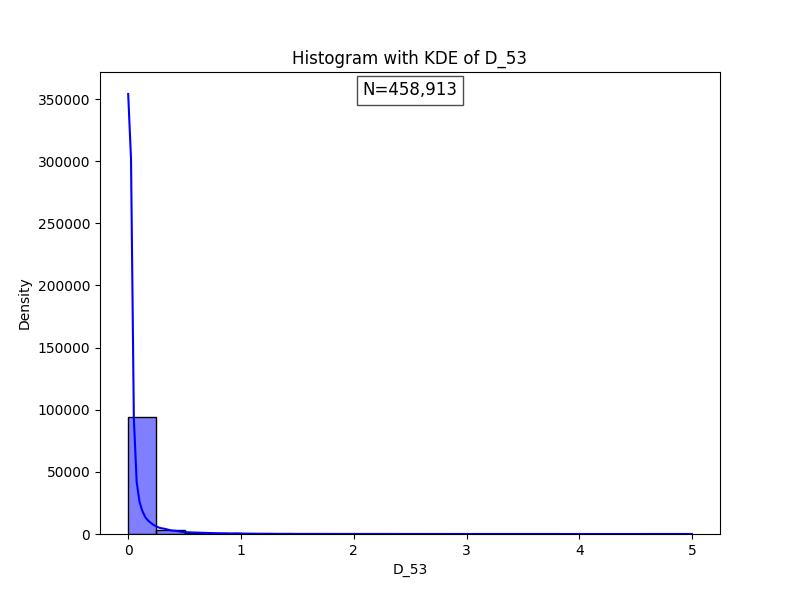 Histogram with KDE of D_53
N=458,913
350000
300000
250000
200000
150000
100000
50000
0
Density
0 1 2 3 4 5
D_53